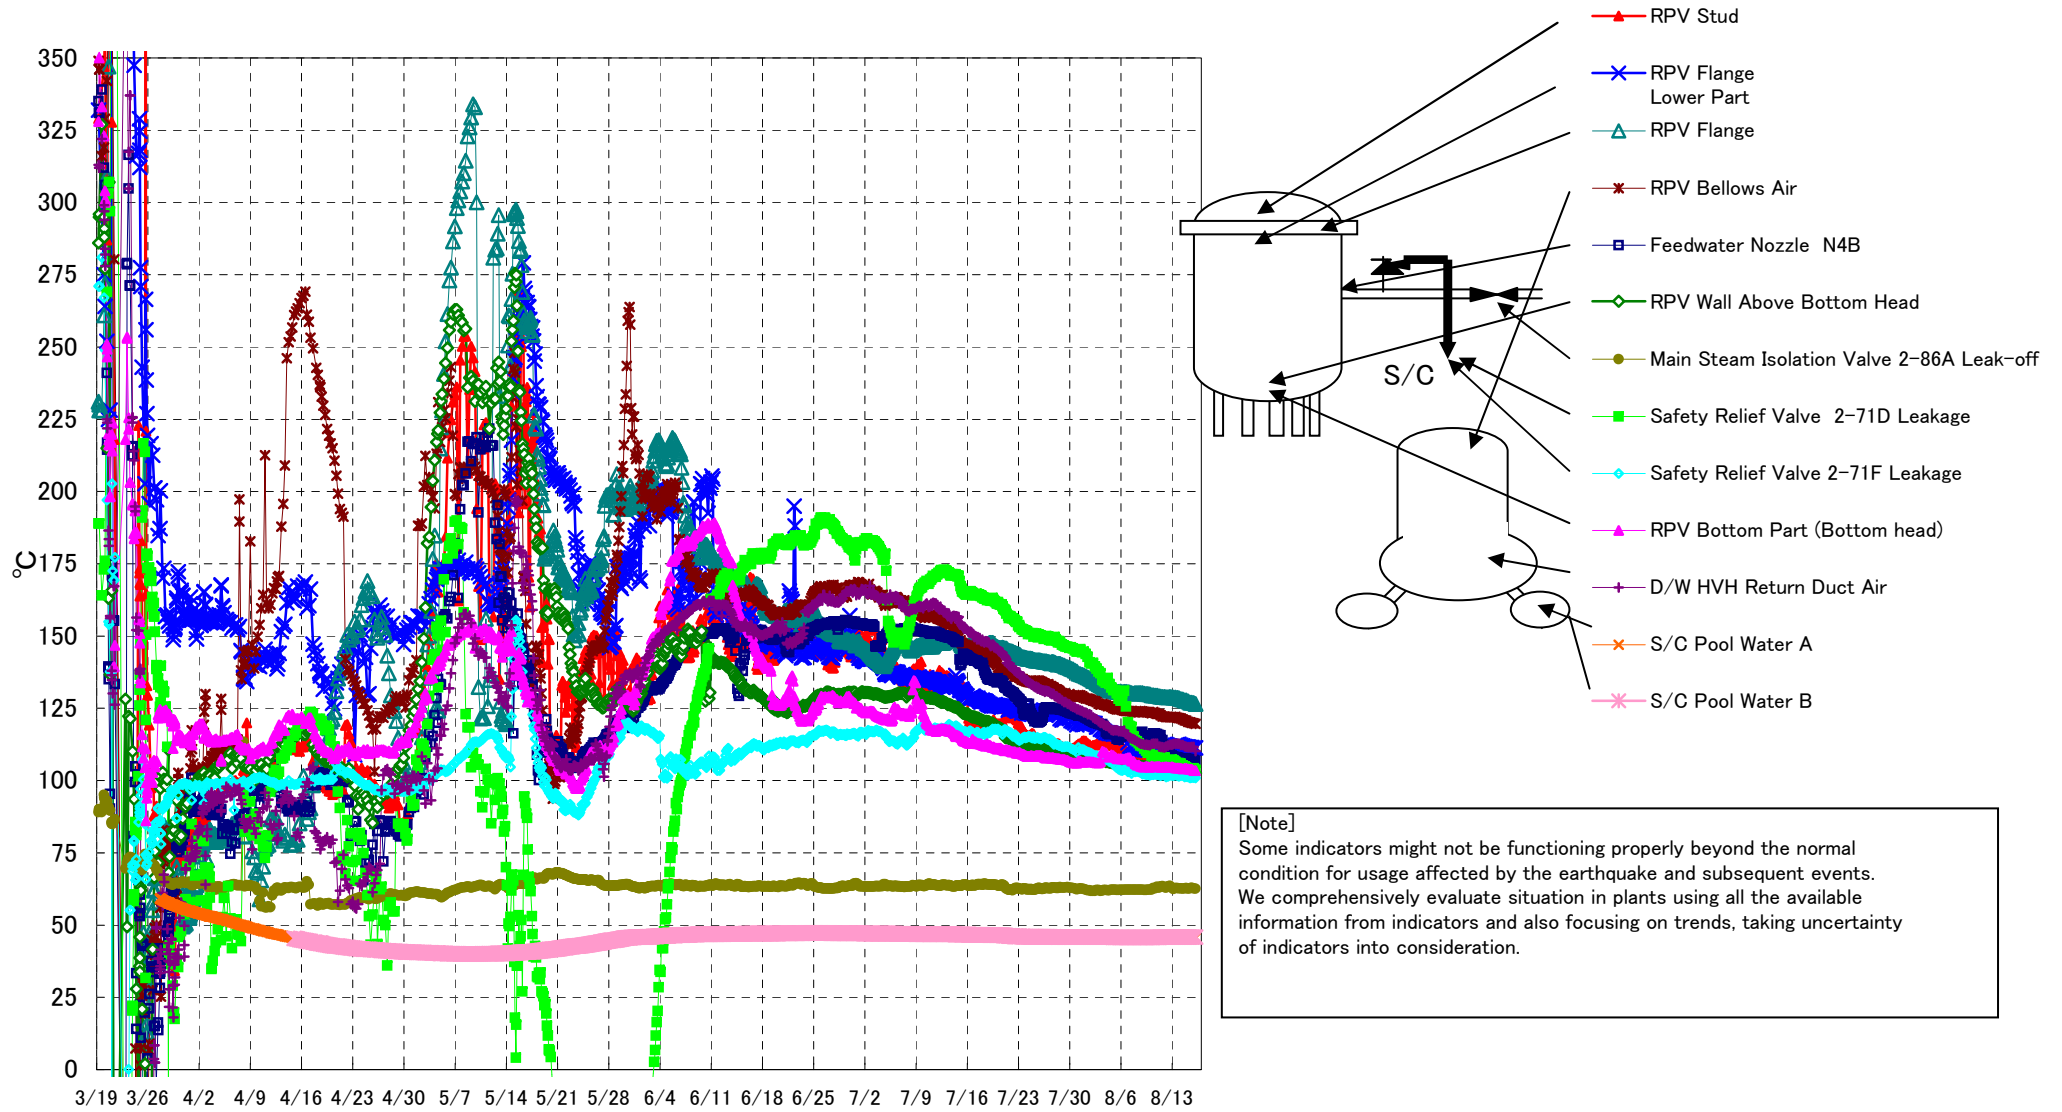 350
325
300
275
250
225
200
175
150
125
100
75
50
25
0
℃
3/19 3/26 4/2 4/9 4/16 4/23 4/30 5/7 5/14 5/21 5/28 6/4 6/11 6/18 6/25 7/2 7/9 7/16 7/23 7/30 8/6 8/13
RPV Stud
RPV Flange
Lower Part
RPV Flange
RPV Bellows Air
Feedwater Nozzle N4B
RPV Wall Above Bottom Head
Main Steam Isolation Valve 2-86A Leak-off
Safety Relief Valve 2-71D Leakage
Safety Relief Valve 2-71F Leakage
RPV Bottom Part (Bottom head)
D/W HVH Return Duct Air
S/C Pool Water A
S/C Pool Water B
S/C
[Note]
Some indicators might not be functioning properly beyond the normal
condition for usage affected by the earthquake and subsequent events.
We comprehensively evaluate situation in plants using all the available
information from indicators and also focusing on trends, taking uncertainty
of indicators into consideration.